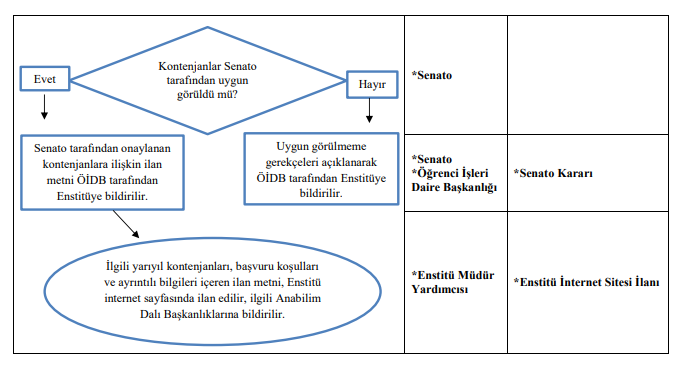 Kontenjanlar Senato
tarafından uygun
görüldü mü?
Evet
Hayır
*Senato
Senato tarafından onaylanan
kontenjanlara ilişkin ilan
metni ÖİDB tarafından
Enstitüye bildirilir.
Uygun görülmeme
gerekçeleri açıklanarak
ÖİDB tarafından Enstitüye
bildirilir.
*Senato
*Öğrenci İşleri
Daire Başkanlığı
*Senato Kararı
İlgili yarıyıl kontenjanları, başvuru koşulları
ve ayrıntılı bilgileri içeren ilan metni, Enstitü
internet sayfasında ilan edilir, ilgili Anabilim
Dalı Başkanlıklarına bildirilir.
*Enstitü Müdür
Yardımcısı
*Enstitü İnternet Sitesi İlanı